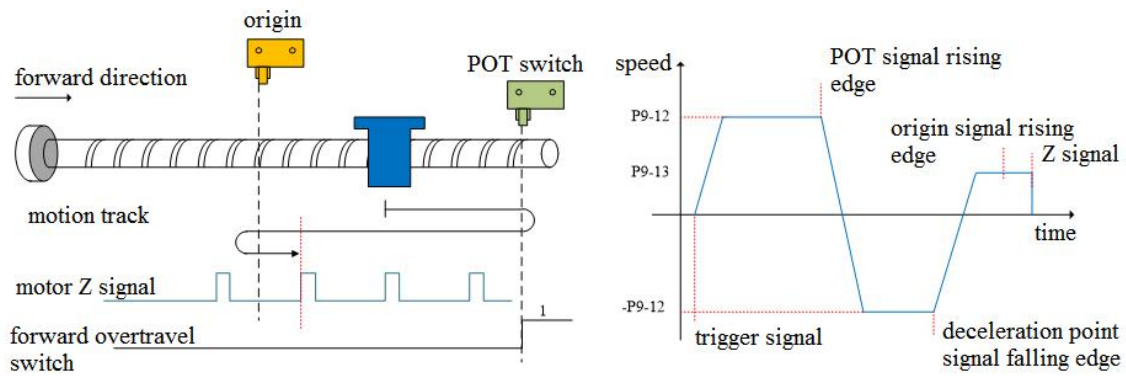 origin
forward direction
POT switch
motion track
motor Z signal
1
forward overtravel
switch
speed
POT signal rising
edge
P9-12
origin signal rising
edge
Z signal
P9-13
time
-P9-12
trigger signal
deceleration point
signal falling edge